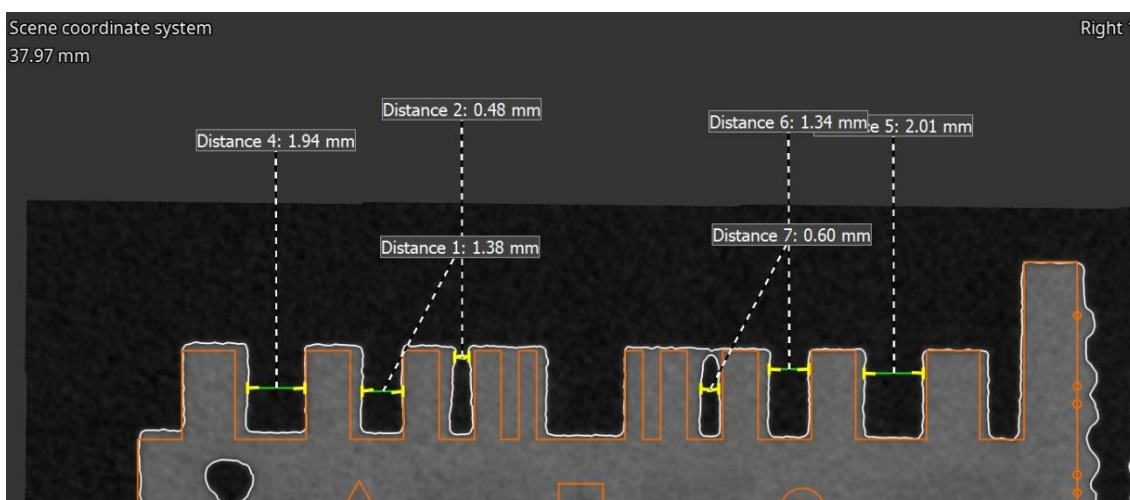 Scene coordinate system
Right
37.97 mm
Distance 2: 0.48 mm
Distance 6: 1.34 mm
5: 2.01 mm
Distance 4: 1.94 mm
Distance 1: 1.38 mm
Distance 7: 0.60 mm